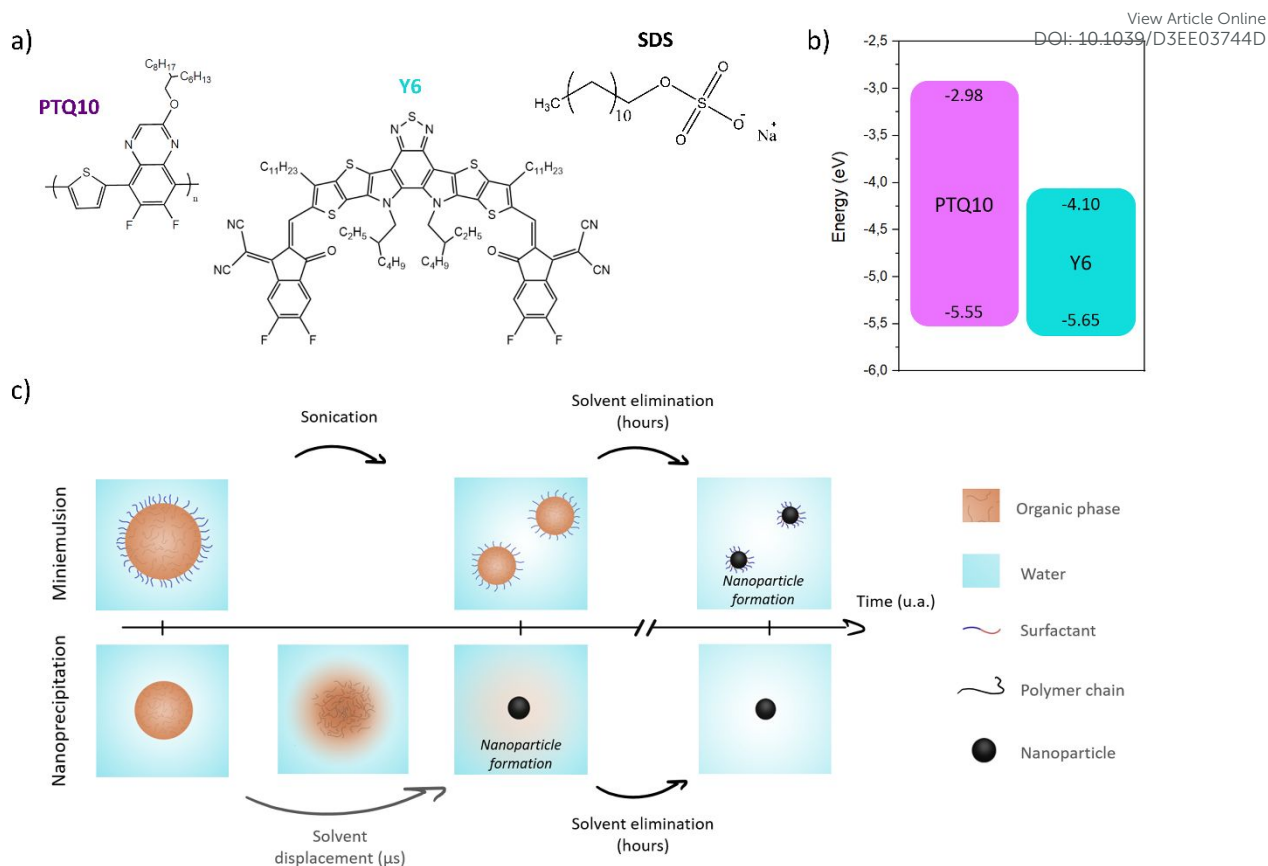 View Article Online
DOI: 10.1039/D3EE03744D
a)
PTQ10
C8H17
C6H13
O
N
N
S
F
F
n
Y6
S
N
N
C11H23
C11H23
S
S
S
S
N
N
C2H5
C2H5
C4H9
C4H9
NC
NC
O
O
CN
CN
F
F
F
F
SDS
H3C
10
O
O
S
O
O-
Na+
b)
Energy (eV)
-2,5
-3,0
-3,5
-4,0
-4,5
-5,0
-5,5
-6,0
-2.98
PTQ10
-5.55
-4.10
Y6
-5.65
c)
Sonication
Solvent elimination
(hours)
Miniemulsion
Nanoparticle
formation
Time (u.a.)
Nanoprecipitation
Nanoparticle
formation
Solvent
displacement (μs)
Solvent elimination
(hours)
Organic phase
Water
Surfactant
Polymer chain
Nanoparticle